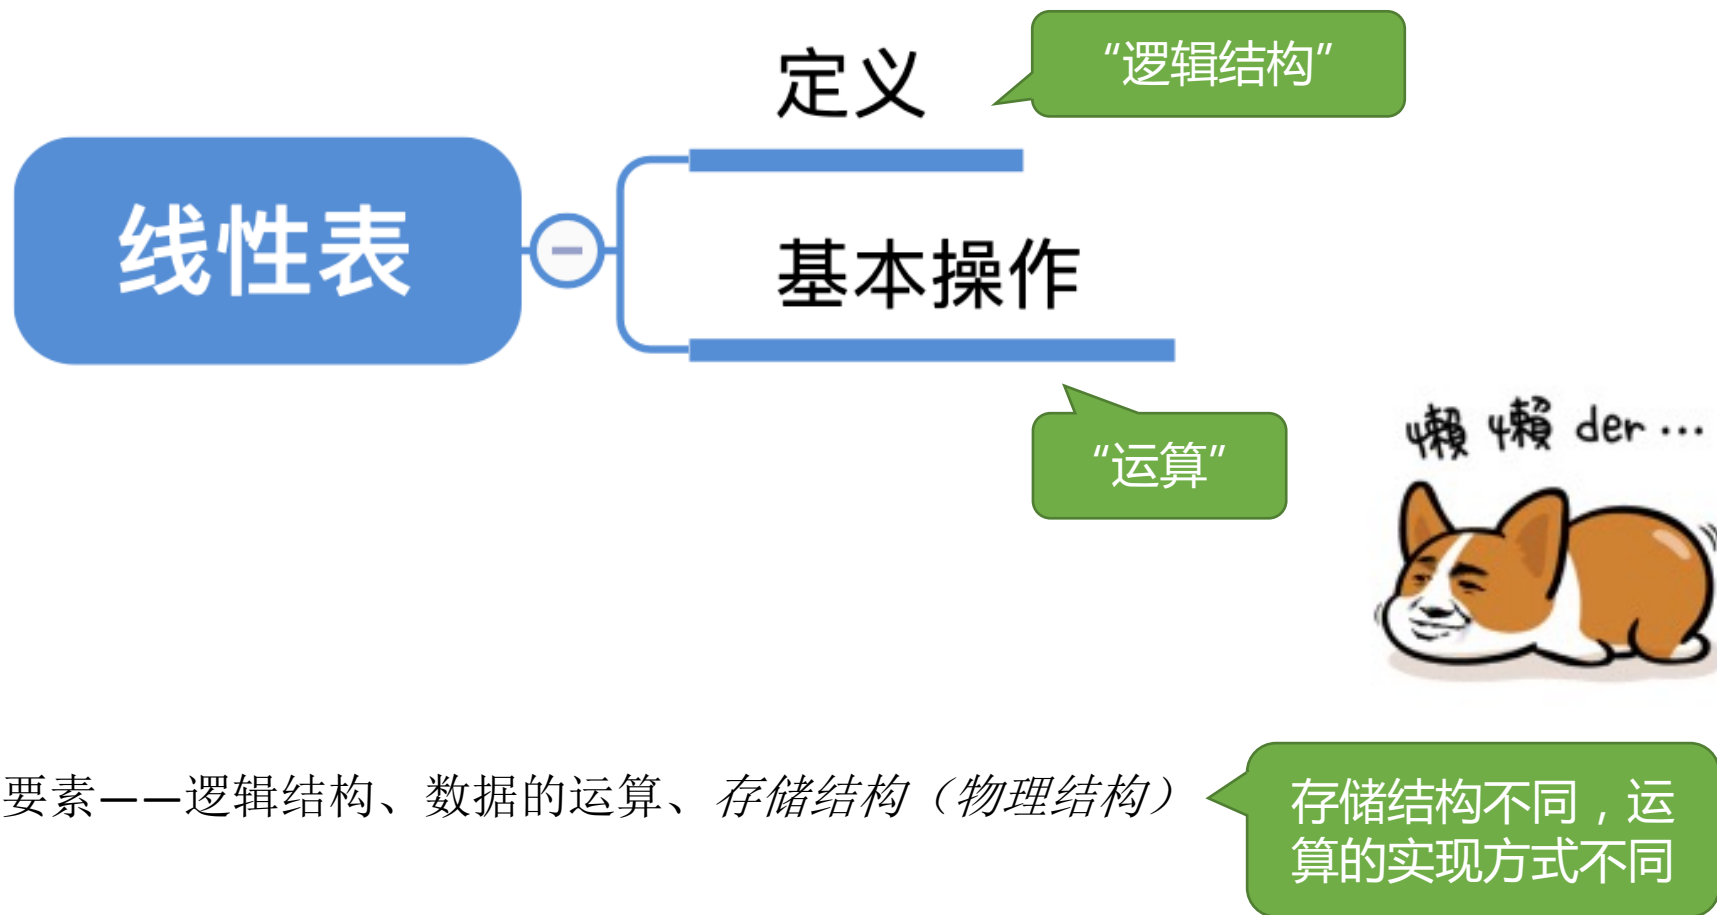 定义
“逻辑结构”
线性表
基本操作
“运算”
懶 懶 der …
要素——逻辑结构、数据的运算、存储结构（物理结构）
存储结构不同，运
算的实现方式不同